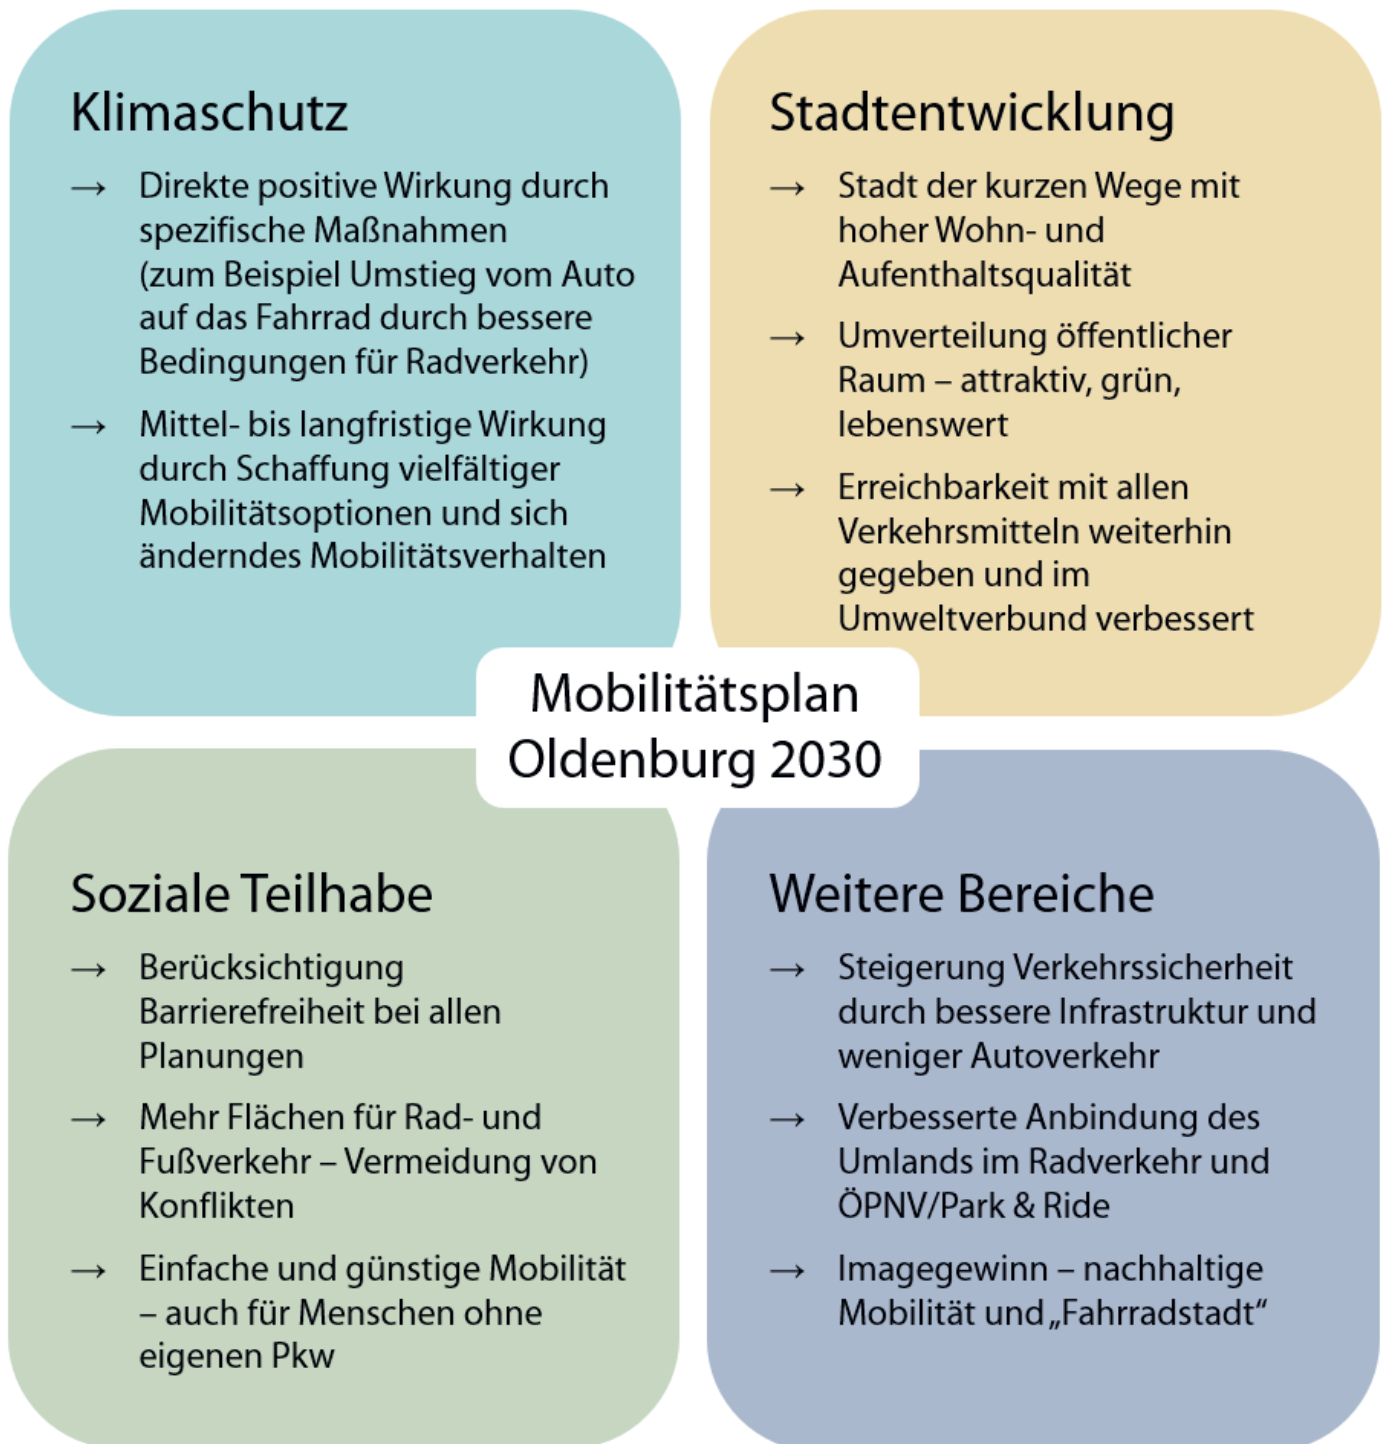 Klimaschutz
→ Direkte positive Wirkung durch
spezifische Maßnahmen
(zum Beispiel Umstieg vom Auto
auf das Fahrrad durch bessere
Bedingungen für Radverkehr)
→ Mittel- bis langfristige Wirkung
durch Schaffung vielfältiger
Mobilitätsoptionen und sich
änderndes Mobilitätsverhalten
Stadtentwicklung
→ Stadt der kurzen Wege mit
hoher Wohn- und
Aufenthaltsqualität
→ Umverteilung öffentlicher
Raum – attraktiv, grün,
lebenswert
→ Erreichbarkeit mit allen
Verkehrsmitteln weiterhin
gegeben und im
Umweltverbund verbessert
Mobilitätsplan
Oldenburg 2030
Soziale Teilhabe
→ Berücksichtigung
Barrierefreiheit bei allen
Planungen
→ Mehr Flächen für Rad- und
Fußverkehr – Vermeidung von
Konflikten
→ Einfache und günstige Mobilität
– auch für Menschen ohne
eigenen Pkw
Weitere Bereiche
→ Steigerung Verkehrssicherheit
durch bessere Infrastruktur und
weniger Autoverkehr
→ Verbesserte Anbindung des
Umlands im Radverkehr und
ÖPNV/Park & Ride
→ Imagegewinn – nachhaltige
Mobilität und „Fahrradstadt“